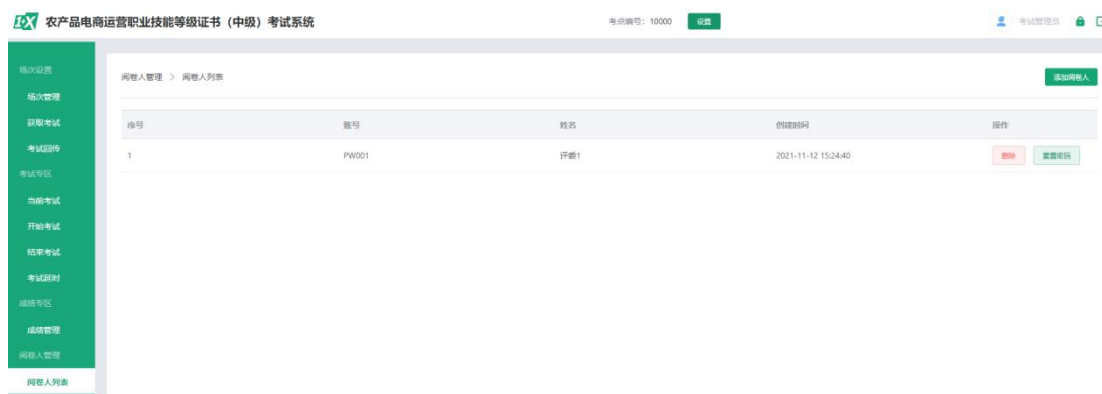 1+X 农产品电商运营职业技能等级证书（中级）考试系统
考点编号：10000 设置
考试管理员
场次设置
场次管理
获取考试
考试回传
考试专区
当前考试
开始考试
结束考试
考试延时
成绩专区
成绩管理
阅卷人管理
阅卷人列表
阅卷人管理 > 阅卷人列表
添加阅卷人
序号 账号 姓名 创建时间 操作
1 PW001 评委1 2021-11-12 15:24:40 删除 重置密码